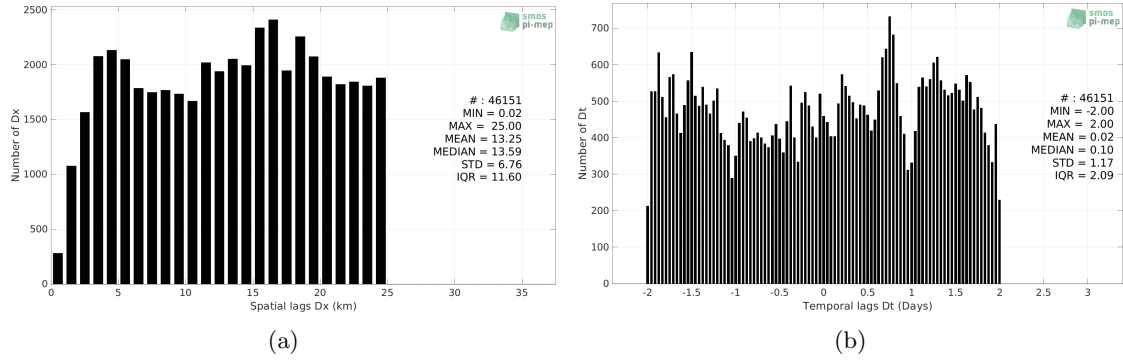 2500
2000
1500
1000
500
0
0
5
10
15
20
25
30
35
Number of Dx
Spatial lags Dx (km)
smos
pi-mep
# : 46151
MIN = 0.02
MAX = 25.00
MEAN = 13.25
MEDIAN = 13.59
STD = 6.76
IQR = 11.60
(a)
700
600
500
400
300
200
100
0
-2
-1.5
-1
-0.5
0
0.5
1
1.5
2
2.5
3
Number of Dt
Temporal lags Dt (Days)
smos
pi-mep
# : 46151
MIN = -2.00
MAX = 2.00
MEAN = 0.02
MEDIAN = 0.10
STD = 1.17
IQR = 2.09
(b)